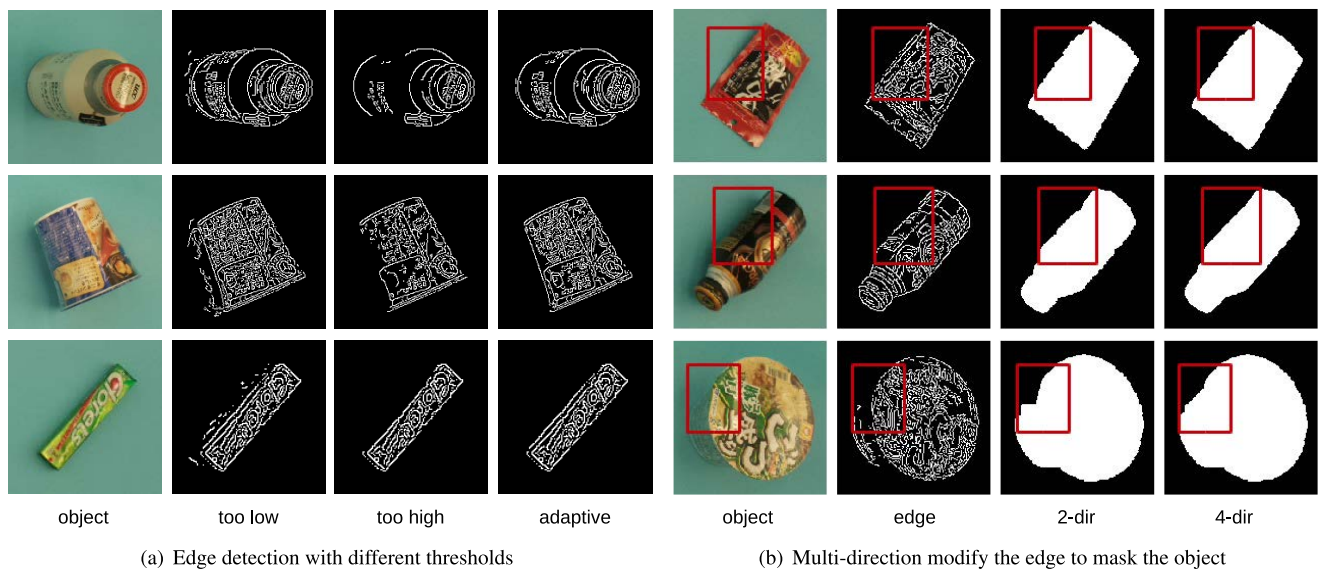 object too low too high adaptive
object edge 2-dir 4-dir
(a) Edge detection with different thresholds
(b) Multi-direction modify the edge to mask the object